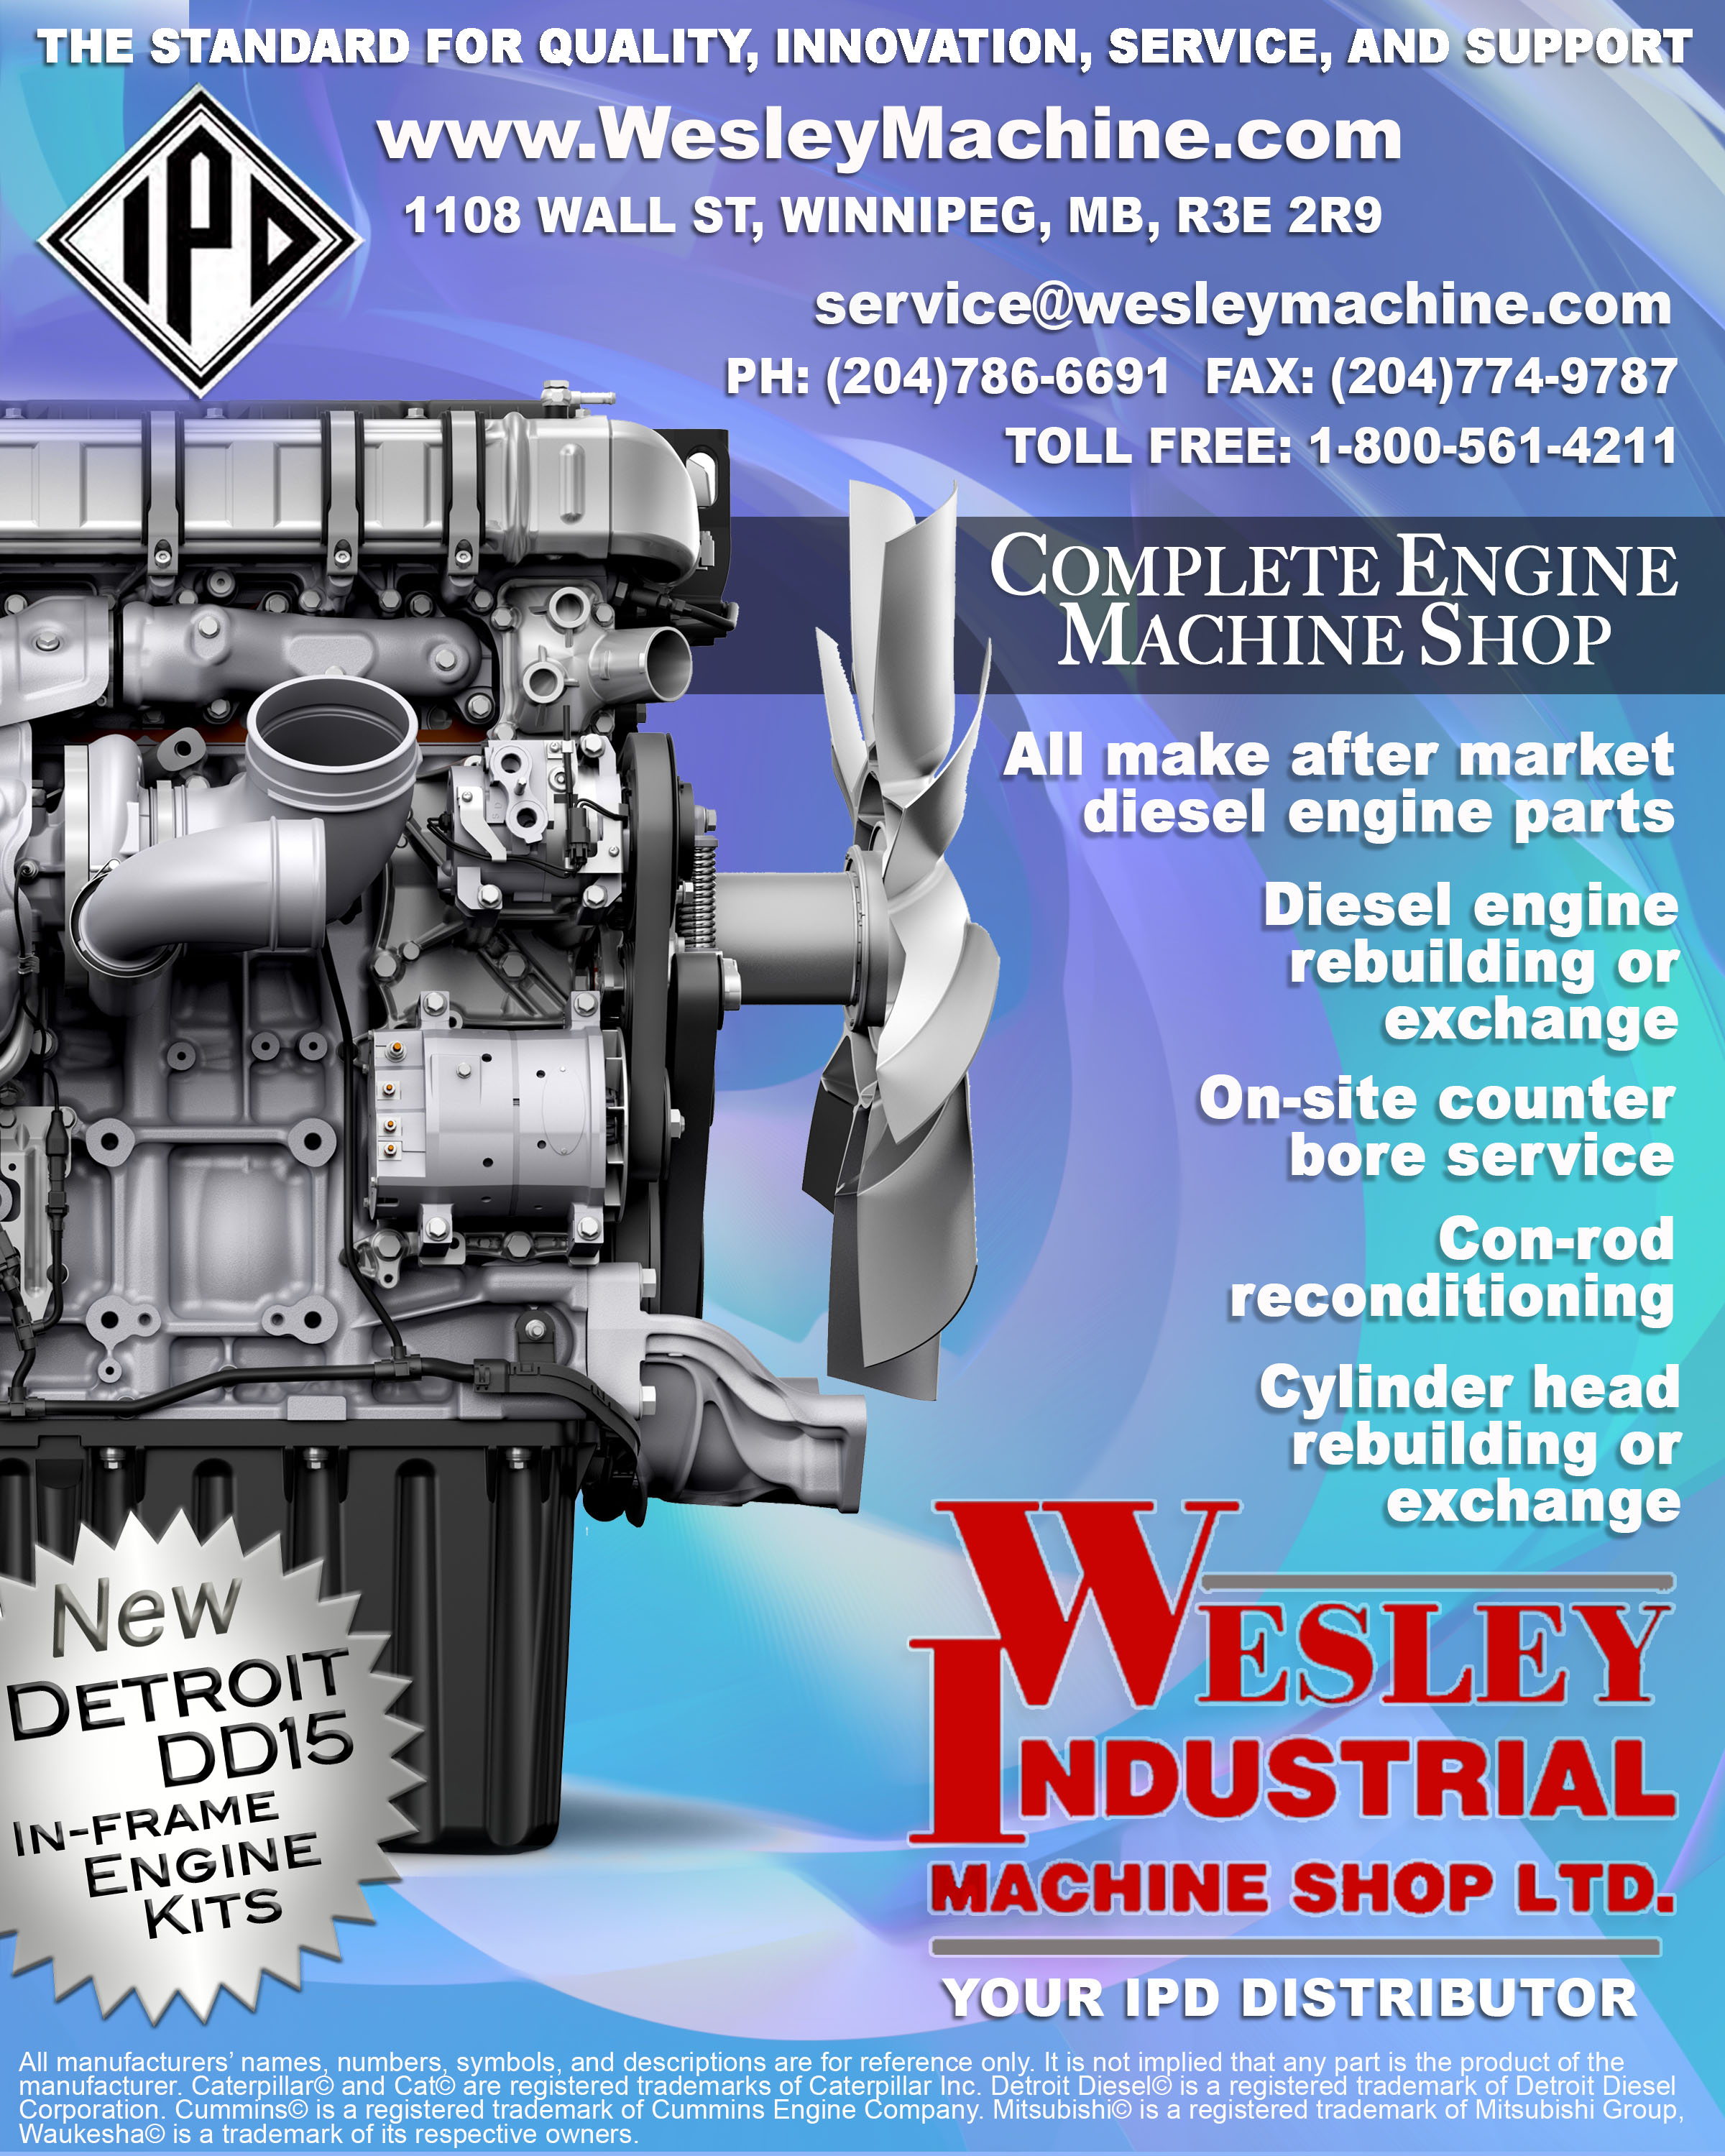 THE STANDARD FOR QUALITY, INNOVATION, SERVICE, AND SUPPORT
IPD
www.WesleyMachine.com
1108 WALL ST, WINNIPEG, MB, R3E 2R9
service@wesleymachine.com
PH: (204)786-6691 FAX: (204)774-9787
TOLL FREE: 1-800-561-4211
COMPLETE ENGINE
MACHINE SHOP
All make after market
diesel engine parts
Diesel engine
rebuilding or
exchange
On-site counter
bore service
Con-rod
reconditioning
Cylinder head
rebuilding or
exchange
New
DETROIT
DD15
IN-FRAME
ENGINE
KITS
WESLEY
INDUSTRIAL
MACHINE SHOP LTD.
YOUR IPD DISTRIBUTOR
All manufacturers’ names, numbers, symbols, and descriptions are for reference only. It is not implied that any part is the product of the
manufacturer. Caterpillar© and Cat© are registered trademarks of Caterpillar Inc. Detroit Diesel© is a registered trademark of Detroit Diesel
Corporation. Cummins© is a registered trademark of Cummins Engine Company. Mitsubishi© is a registered trademark of Mitsubishi Group,
Waukesha© is a trademark of its respective owners.